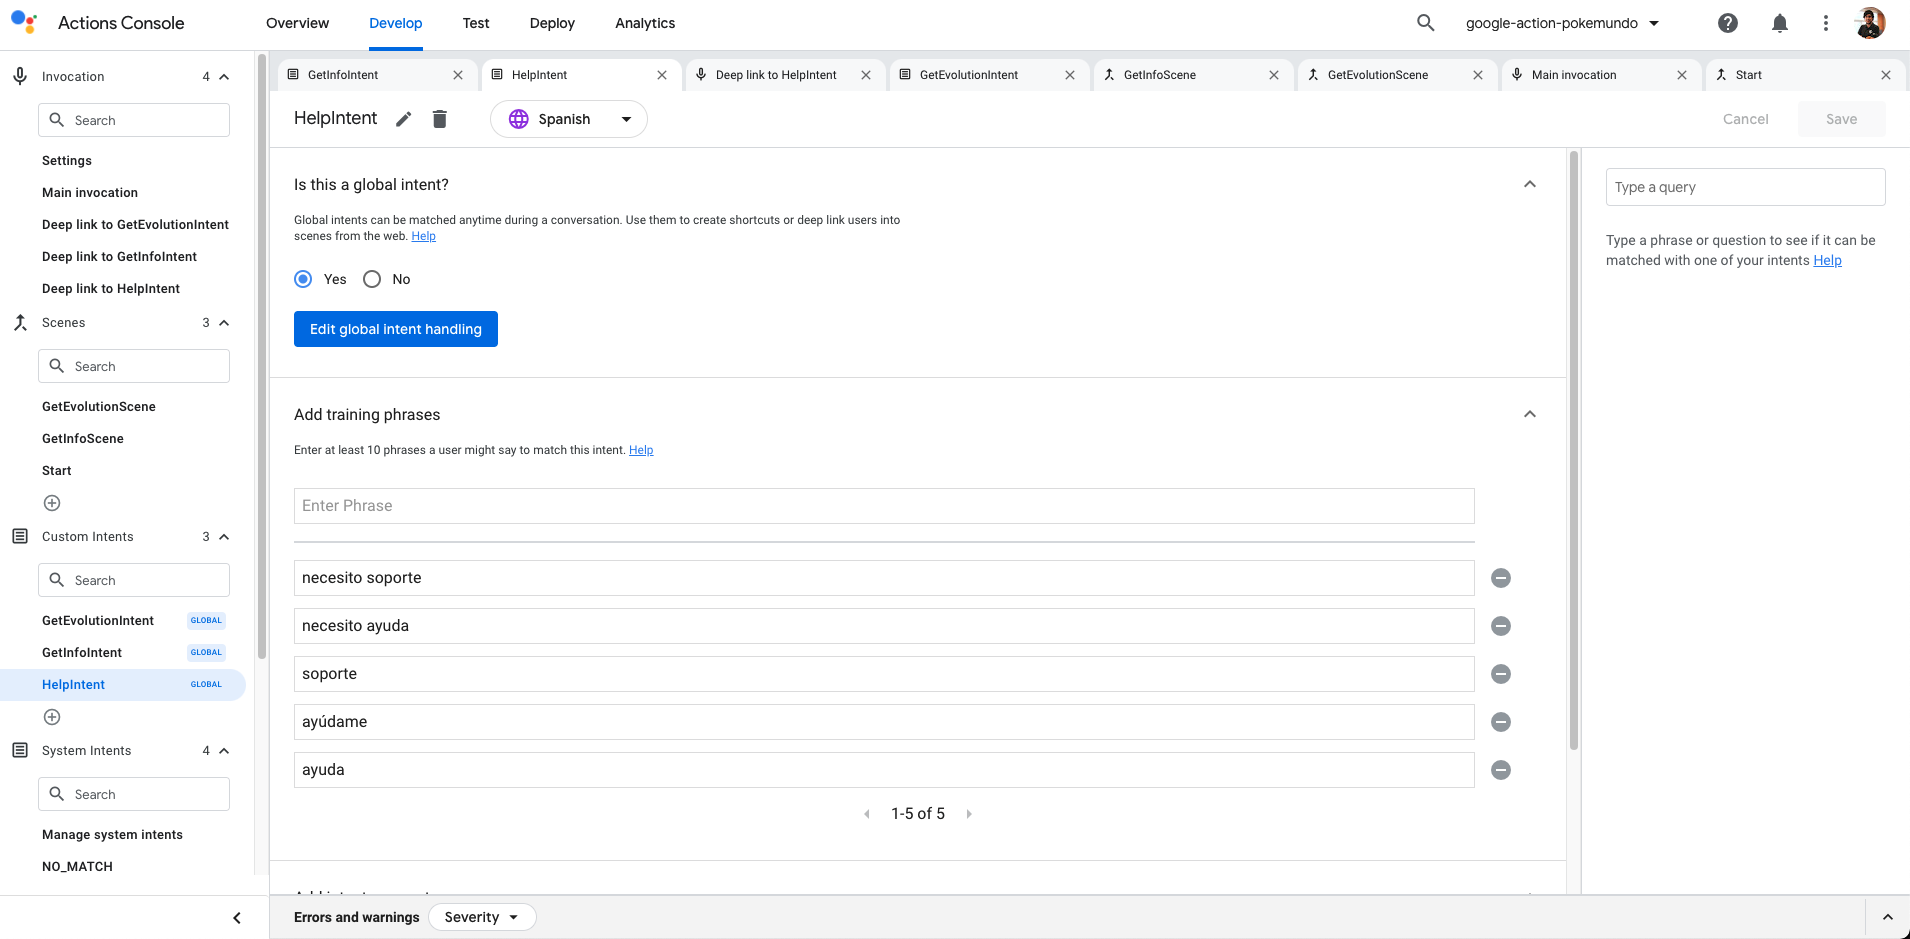 Actions Console
Overview
Develop
Test
Deploy
Analytics
google-action-pokemundo
Invocation 4
Search
Settings
Main invocation
Deep link to GetEvolutionIntent
Deep link to GetInfoIntent
Deep link to HelpIntent
Scenes 3
Search
GetEvolutionScene
GetInfoScene
Start
Custom Intents 3
Search
GetEvolutionIntent GLOBAL
GetInfoIntent GLOBAL
HelpIntent GLOBAL
System Intents 4
Search
Manage system intents
NO_MATCH
GetInfoIntent
HelpIntent
Deep link to HelpIntent
GetEvolutionIntent
GetInfoScene
GetEvolutionScene
Main invocation
Start
HelpIntent
Spanish
Cancel
Save
Is this a global intent?
Global intents can be matched anytime during a conversation. Use them to create shortcuts or deep link users into
scenes from the web. Help
Yes
No
Edit global intent handling
Add training phrases
Enter at least 10 phrases a user might say to match this intent. Help
Enter Phrase
necesito soporte
necesito ayuda
soporte
ayúdame
ayuda
1-5 of 5
Type a query
Type a phrase or question to see if it can be
matched with one of your intents Help
Errors and warnings
Severity